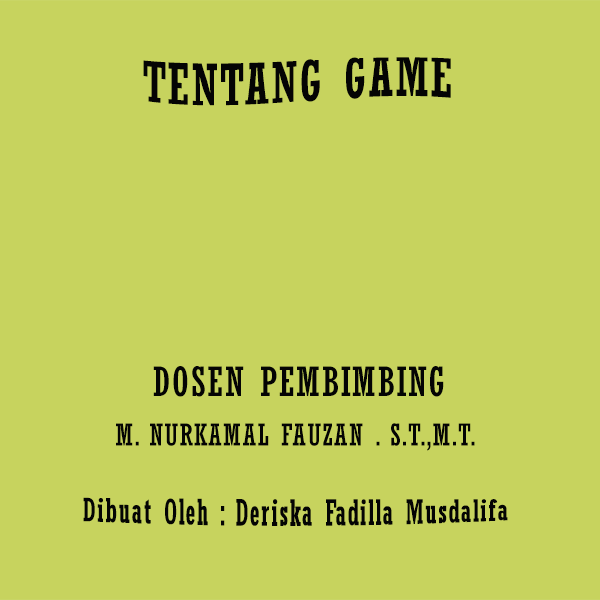 TENTANG GAME
DOSEN PEMBIMBING
M. NURKAMAL FAUZAN . S.T.,M.T.
Dibuat Oleh : Deriska Fadilla Musdalifa